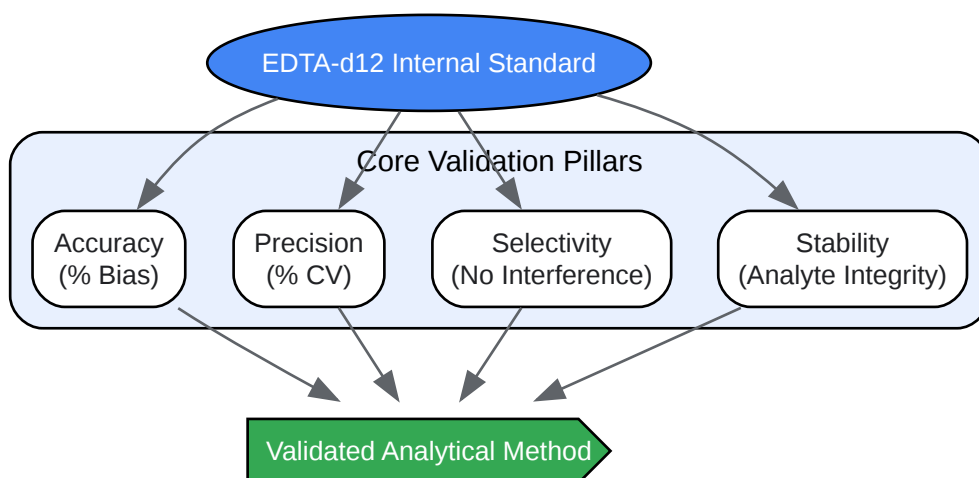 EDTA-d12 Internal Standard
Core Validation Pillars
Accuracy
(% Bias)
Precision
(% CV)
Selectivity
(No Interference)
Stability
(Analyte Integrity)
Validated Analytical Method